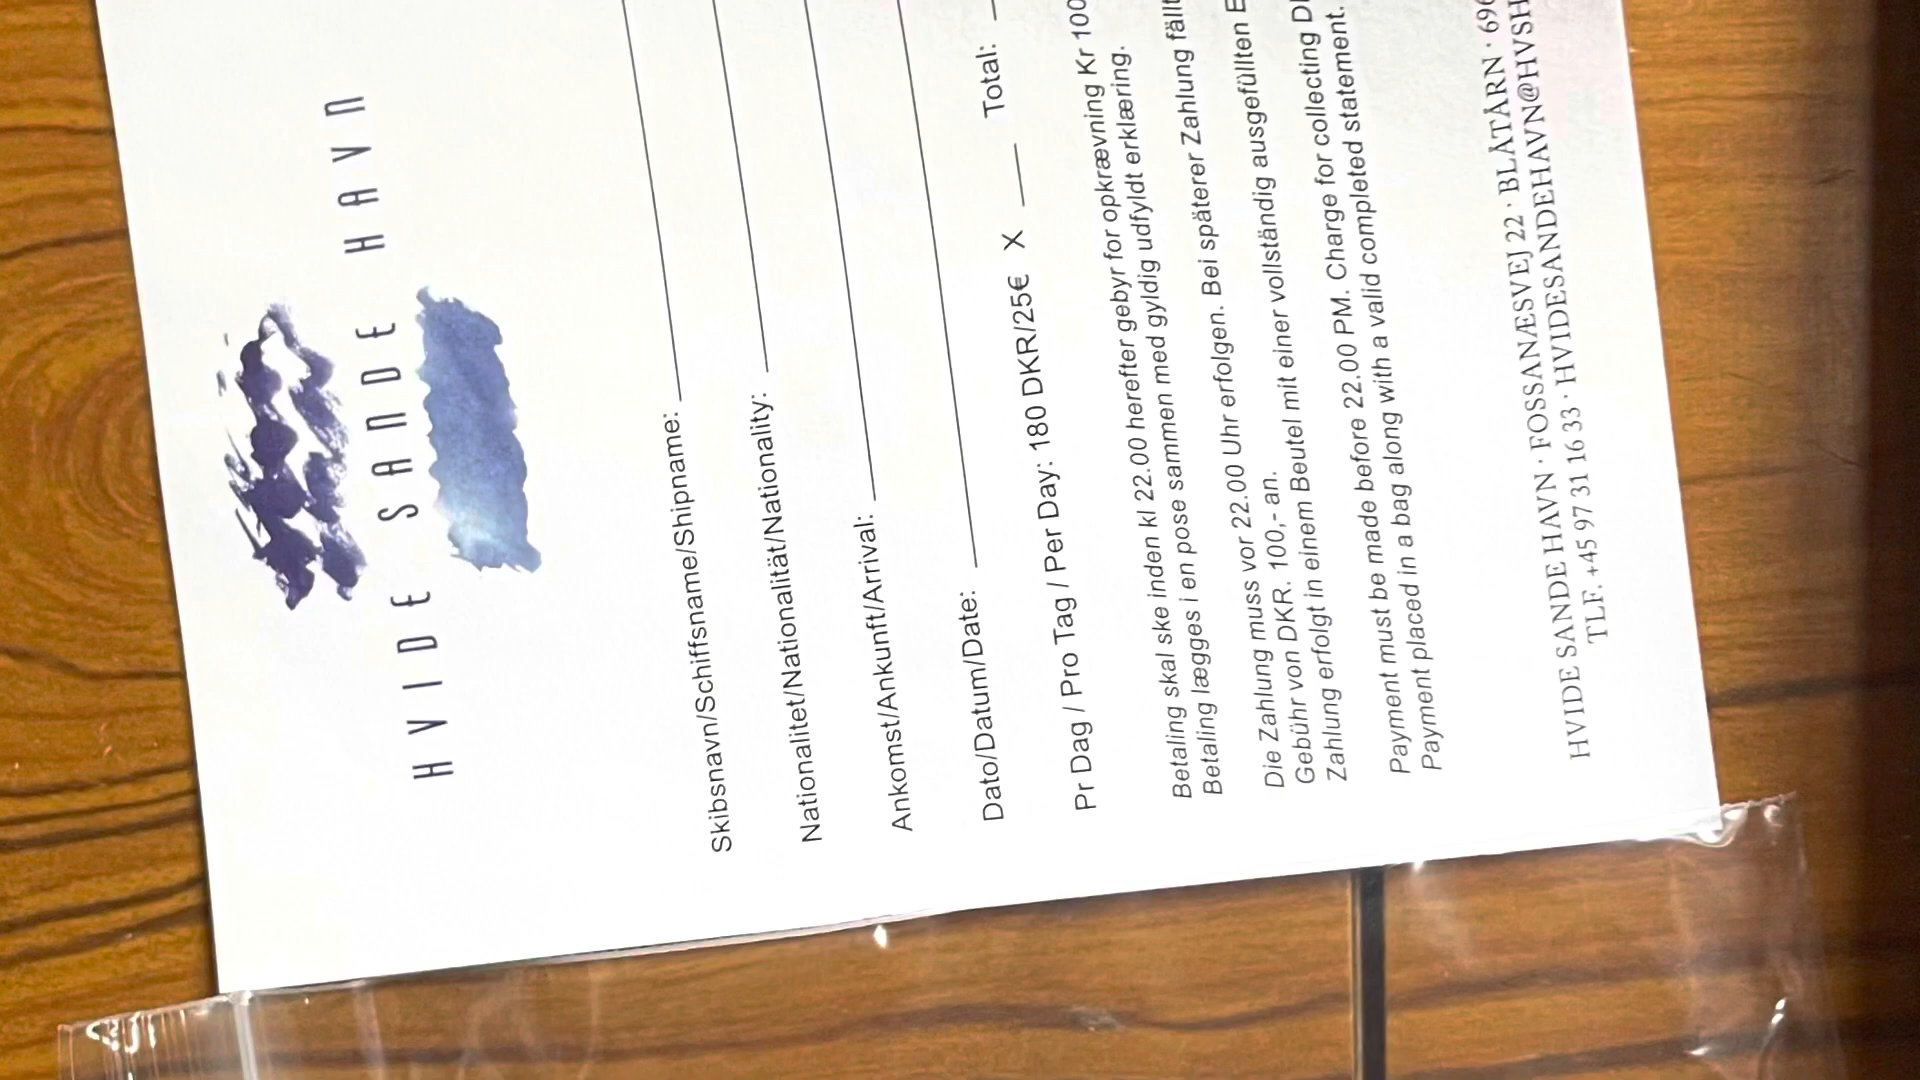 HVIDE SANDE HAVN
Skibsnavn/Schiffsname/Shipname:
Nationalitet/Nationalität/Nationality:
Ankomst/Ankunft/Arrival:
Dato/Datum/Date:
Pr Dag / Pro Tag / Per Day: 180 DKR/25€ X ___ Total:
Betaling skal ske inden kl 22.00 herefter gebyr for opkrævning Kr 100
Betaling lægges i en pose sammen med gyldig udfyldt erklæring.
Die Zahlung muss vor 22.00 Uhr erfolgen. Bei späterer Zahlung fällt
Gebühr von DKR. 100,- an.
Zahlung erfolgt in einem Beutel mit einer vollständig ausgefüllten E
Payment must be made before 22.00 PM. Charge for collecting D
Payment placed in a bag along with a valid completed statement.
HVIDE SANDE HAVN · FOSSANÆSVEJ 22 · BLÅTÅRN · 696
TLF. +45 97 31 16 33 · HVIDESANDEHAVN@HVSH